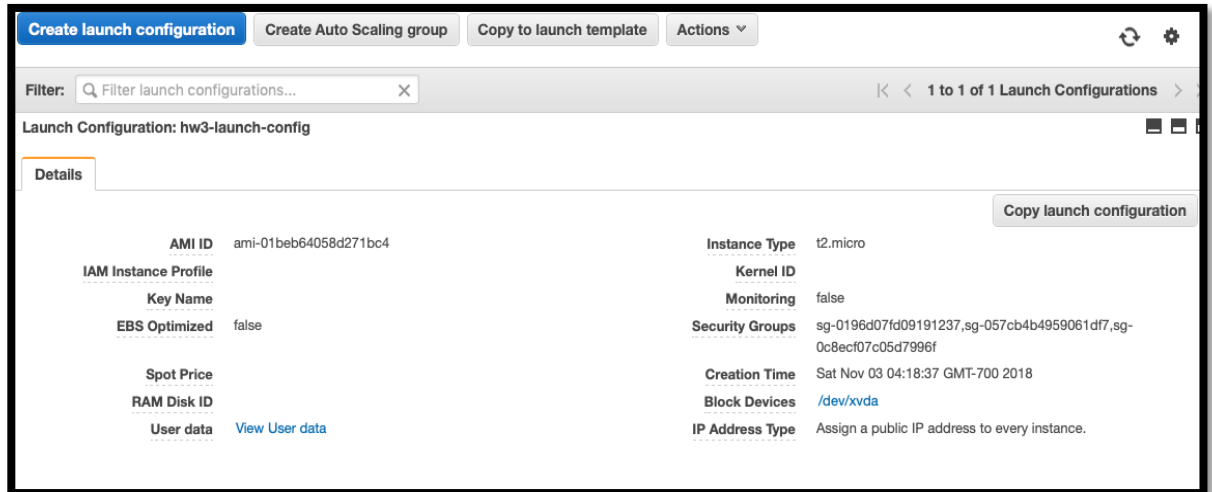 Create launch configuration Create Auto Scaling group Copy to launch template Actions
Filter: Filter launch configurations... 1 to 1 of 1 Launch Configurations
Launch Configuration: hw3-launch-config
Details
Copy launch configuration
AMI ID ami-01beb64058d271bc4 Instance Type t2.micro
IAM Instance Profile Kernel ID
Key Name Monitoring false
EBS Optimized false Security Groups sg-0196d07fd09191237,sg-057cb4b4959061df7,sg-
0c8ecf07c05d7996f
Spot Price Creation Time Sat Nov 03 04:18:37 GMT-700 2018
RAM Disk ID Block Devices /dev/xvda
User data View User data IP Address Type Assign a public IP address to every instance.